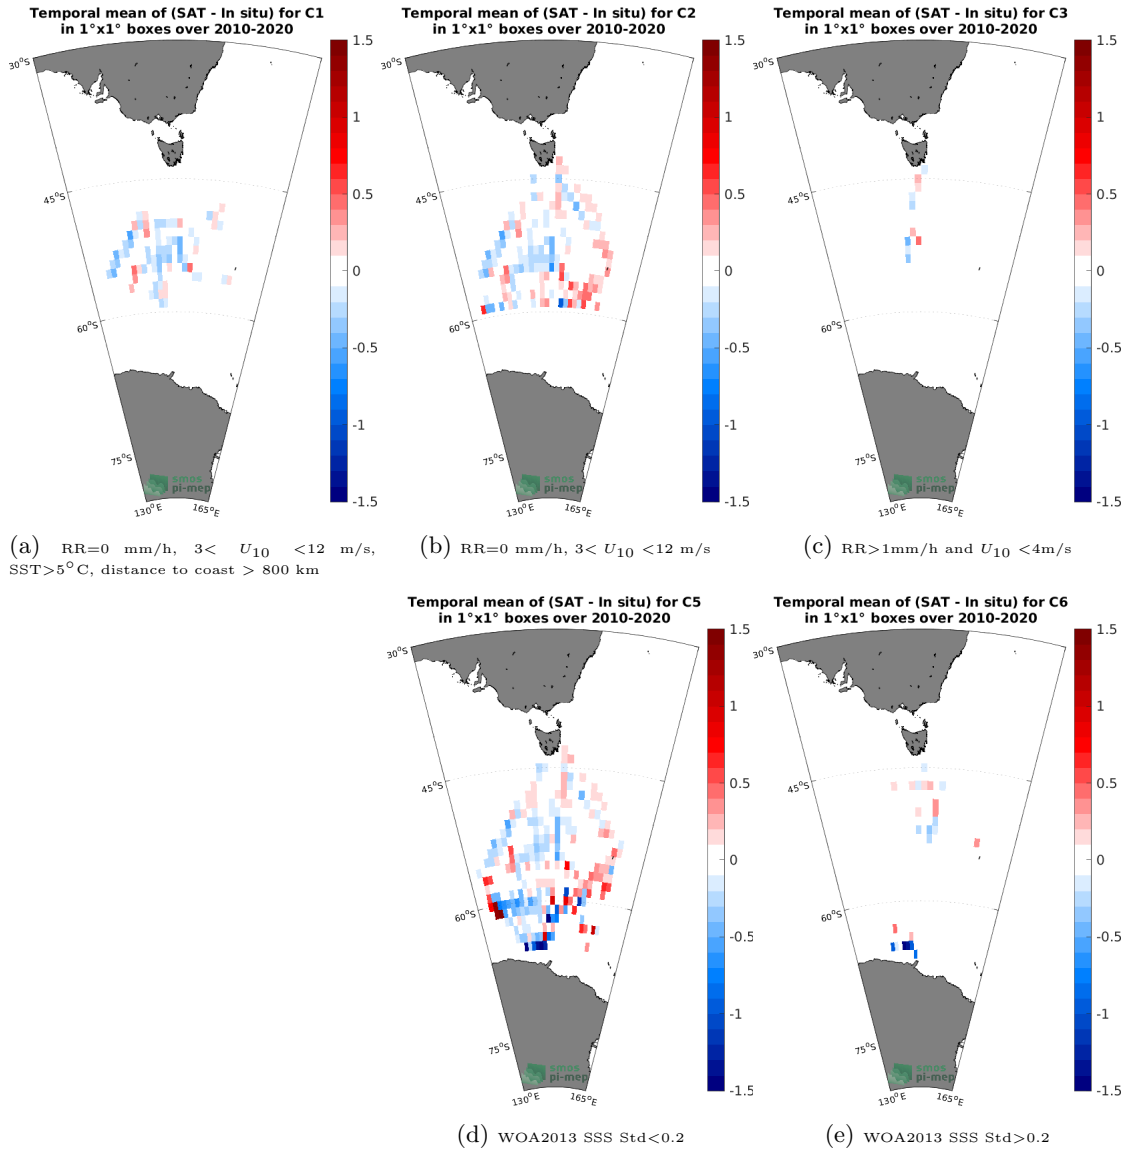 Temporal mean of (SAT - In situ) for C1
in 1°x1° boxes over 2010-2020
30°S
45°S
60°S
75°S
130°E
165°E
1.5
1
0.5
0
-0.5
-1
-1.5
smos
pi-mep
(a) RR=0 mm/h, 3< U10 <12 m/s,
SST>5°C, distance to coast > 800 km
Temporal mean of (SAT - In situ) for C2
in 1°x1° boxes over 2010-2020
30°S
45°S
60°S
75°S
130°E
165°E
1.5
1
0.5
0
-0.5
-1
-1.5
smos
pi-mep
(b) RR=0 mm/h, 3< U10 <12 m/s
Temporal mean of (SAT - In situ) for C3
in 1°x1° boxes over 2010-2020
30°S
45°S
60°S
75°S
130°E
165°E
1.5
1
0.5
0
-0.5
-1
-1.5
smos
pi-mep
(c) RR>1mm/h and U10 <4m/s
Temporal mean of (SAT - In situ) for C5
in 1°x1° boxes over 2010-2020
30°S
45°S
60°S
75°S
130°E
165°E
1.5
1
0.5
0
-0.5
-1
-1.5
smos
pi-mep
(d) WOA2013 SSS Std<0.2
Temporal mean of (SAT - In situ) for C6
in 1°x1° boxes over 2010-2020
30°S
45°S
60°S
75°S
130°E
165°E
1.5
1
0.5
0
-0.5
-1
-1.5
smos
pi-mep
(e) WOA2013 SSS Std>0.2